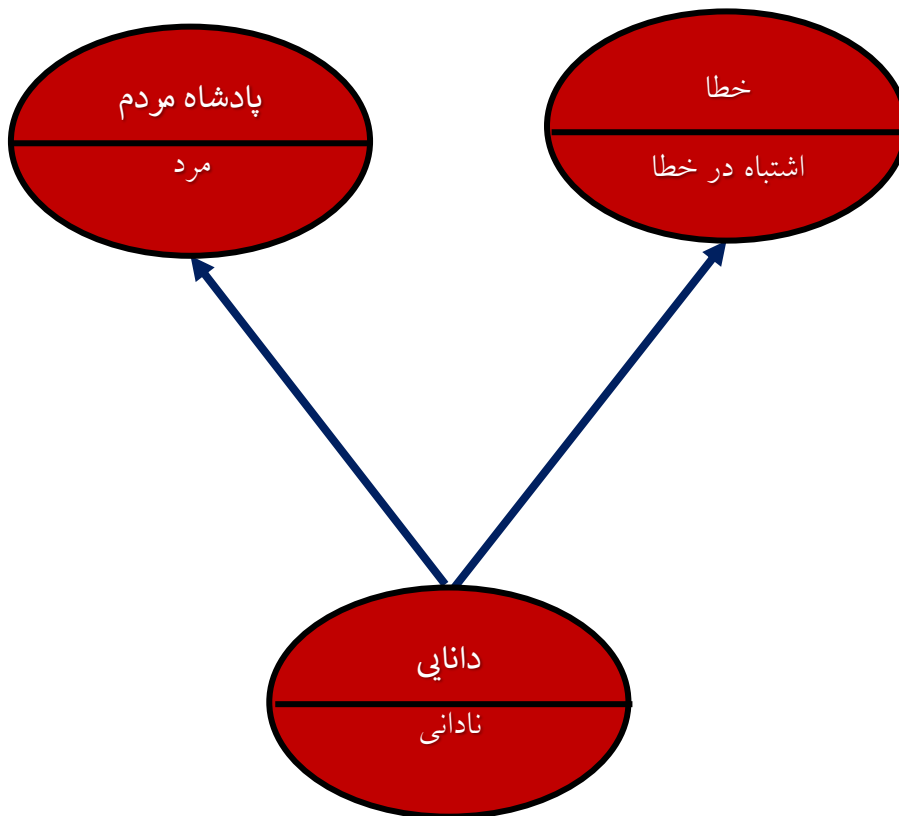 خطا
اشتباه در خطا
پادشاه مردم
مرد
دانایی
نادانی